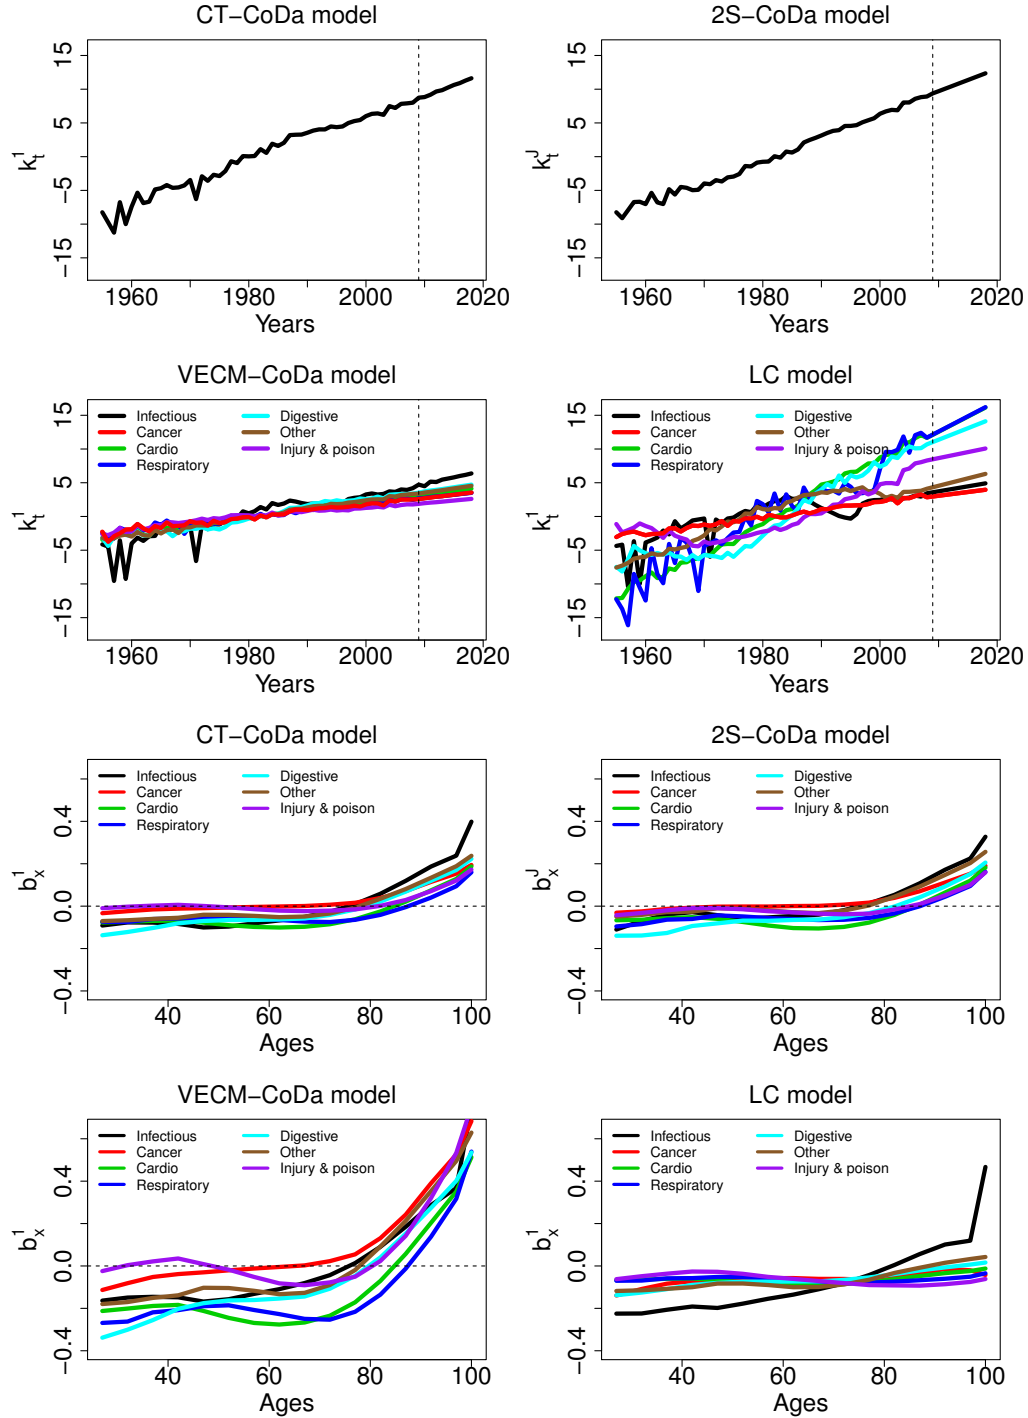 CT−CoDa model
15
5
−5
−15
k_t^1
1960 1980 2000 2020
Years
2S−CoDa model
15
5
−5
−15
k_t^J
1960 1980 2000 2020
Years
VECM−CoDa model
Infectious
Cancer
Cardio
Respiratory
Digestive
Other
Injury & poison
15
5
−5
−15
k_t^1
1960 1980 2000 2020
Years
LC model
Infectious
Cancer
Cardio
Respiratory
Digestive
Other
Injury & poison
15
5
−5
−15
k_t^1
1960 1980 2000 2020
Years
CT−CoDa model
Infectious
Cancer
Cardio
Respiratory
Digestive
Other
Injury & poison
0.4
0.0
−0.4
b_x^1
40 60 80 100
Ages
2S−CoDa model
Infectious
Cancer
Cardio
Respiratory
Digestive
Other
Injury & poison
0.4
0.0
−0.4
b_x^J
40 60 80 100
Ages
VECM−CoDa model
Infectious
Cancer
Cardio
Respiratory
Digestive
Other
Injury & poison
0.4
0.0
−0.4
b_x^1
40 60 80 100
Ages
LC model
Infectious
Cancer
Cardio
Respiratory
Digestive
Other
Injury & poison
0.4
0.0
−0.4
b_x^1
40 60 80 100
Ages